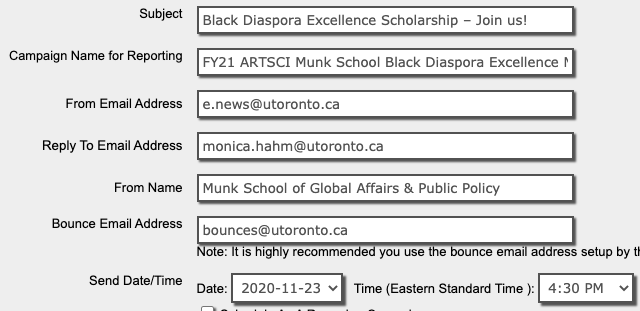 Subject Black Diaspora Excellence Scholarship – Join us!
Campaign Name for Reporting FY21 ARTSCI Munk School Black Diaspora Excellence
From Email Address e.news@utoronto.ca
Reply To Email Address monica.hahm@utoronto.ca
From Name Munk School of Global Affairs & Public Policy
Bounce Email Address bounces@utoronto.ca
Note: It is highly recommended you use the bounce email address setup by
Send Date/Time Date: 2020-11-23 Time (Eastern Standard Time ): 4:30 PM